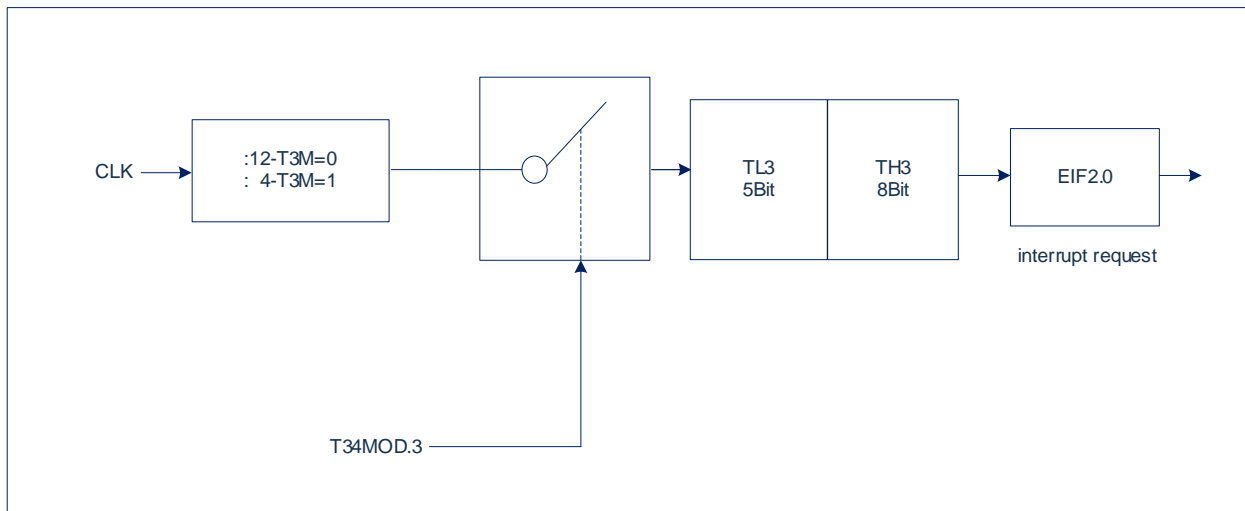 CLK
:12-T3M=0
: 4-T3M=1
TL3
5Bit
TH3
8Bit
EIF2.0
interrupt request
T34MOD.3